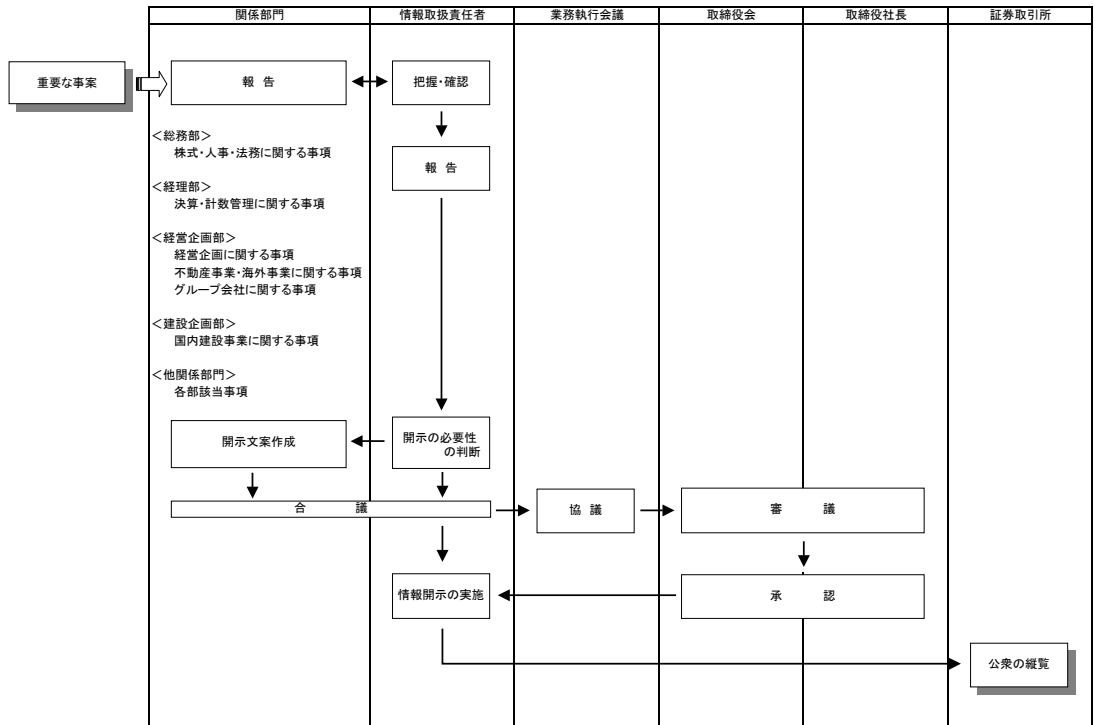 関係部門
情報取扱責任者
業務執行会議
取締役会
取締役社長
証券取引所
重要な事案
報 告
把握・確認
＜総務部＞
株式・人事・法務に関する事項
報 告
＜経理部＞
決算・計数管理に関する事項
＜経営企画部＞
経営企画に関する事項
不動産事業・海外事業に関する事項
グループ会社に関する事項
＜建設企画部＞
国内建設事業に関する事項
＜他関係部門＞
各部該当事項
開示文案作成
開示の必要性
の判断
合 議
協 議
審 議
情報開示の実施
承 認
公衆の縦覧